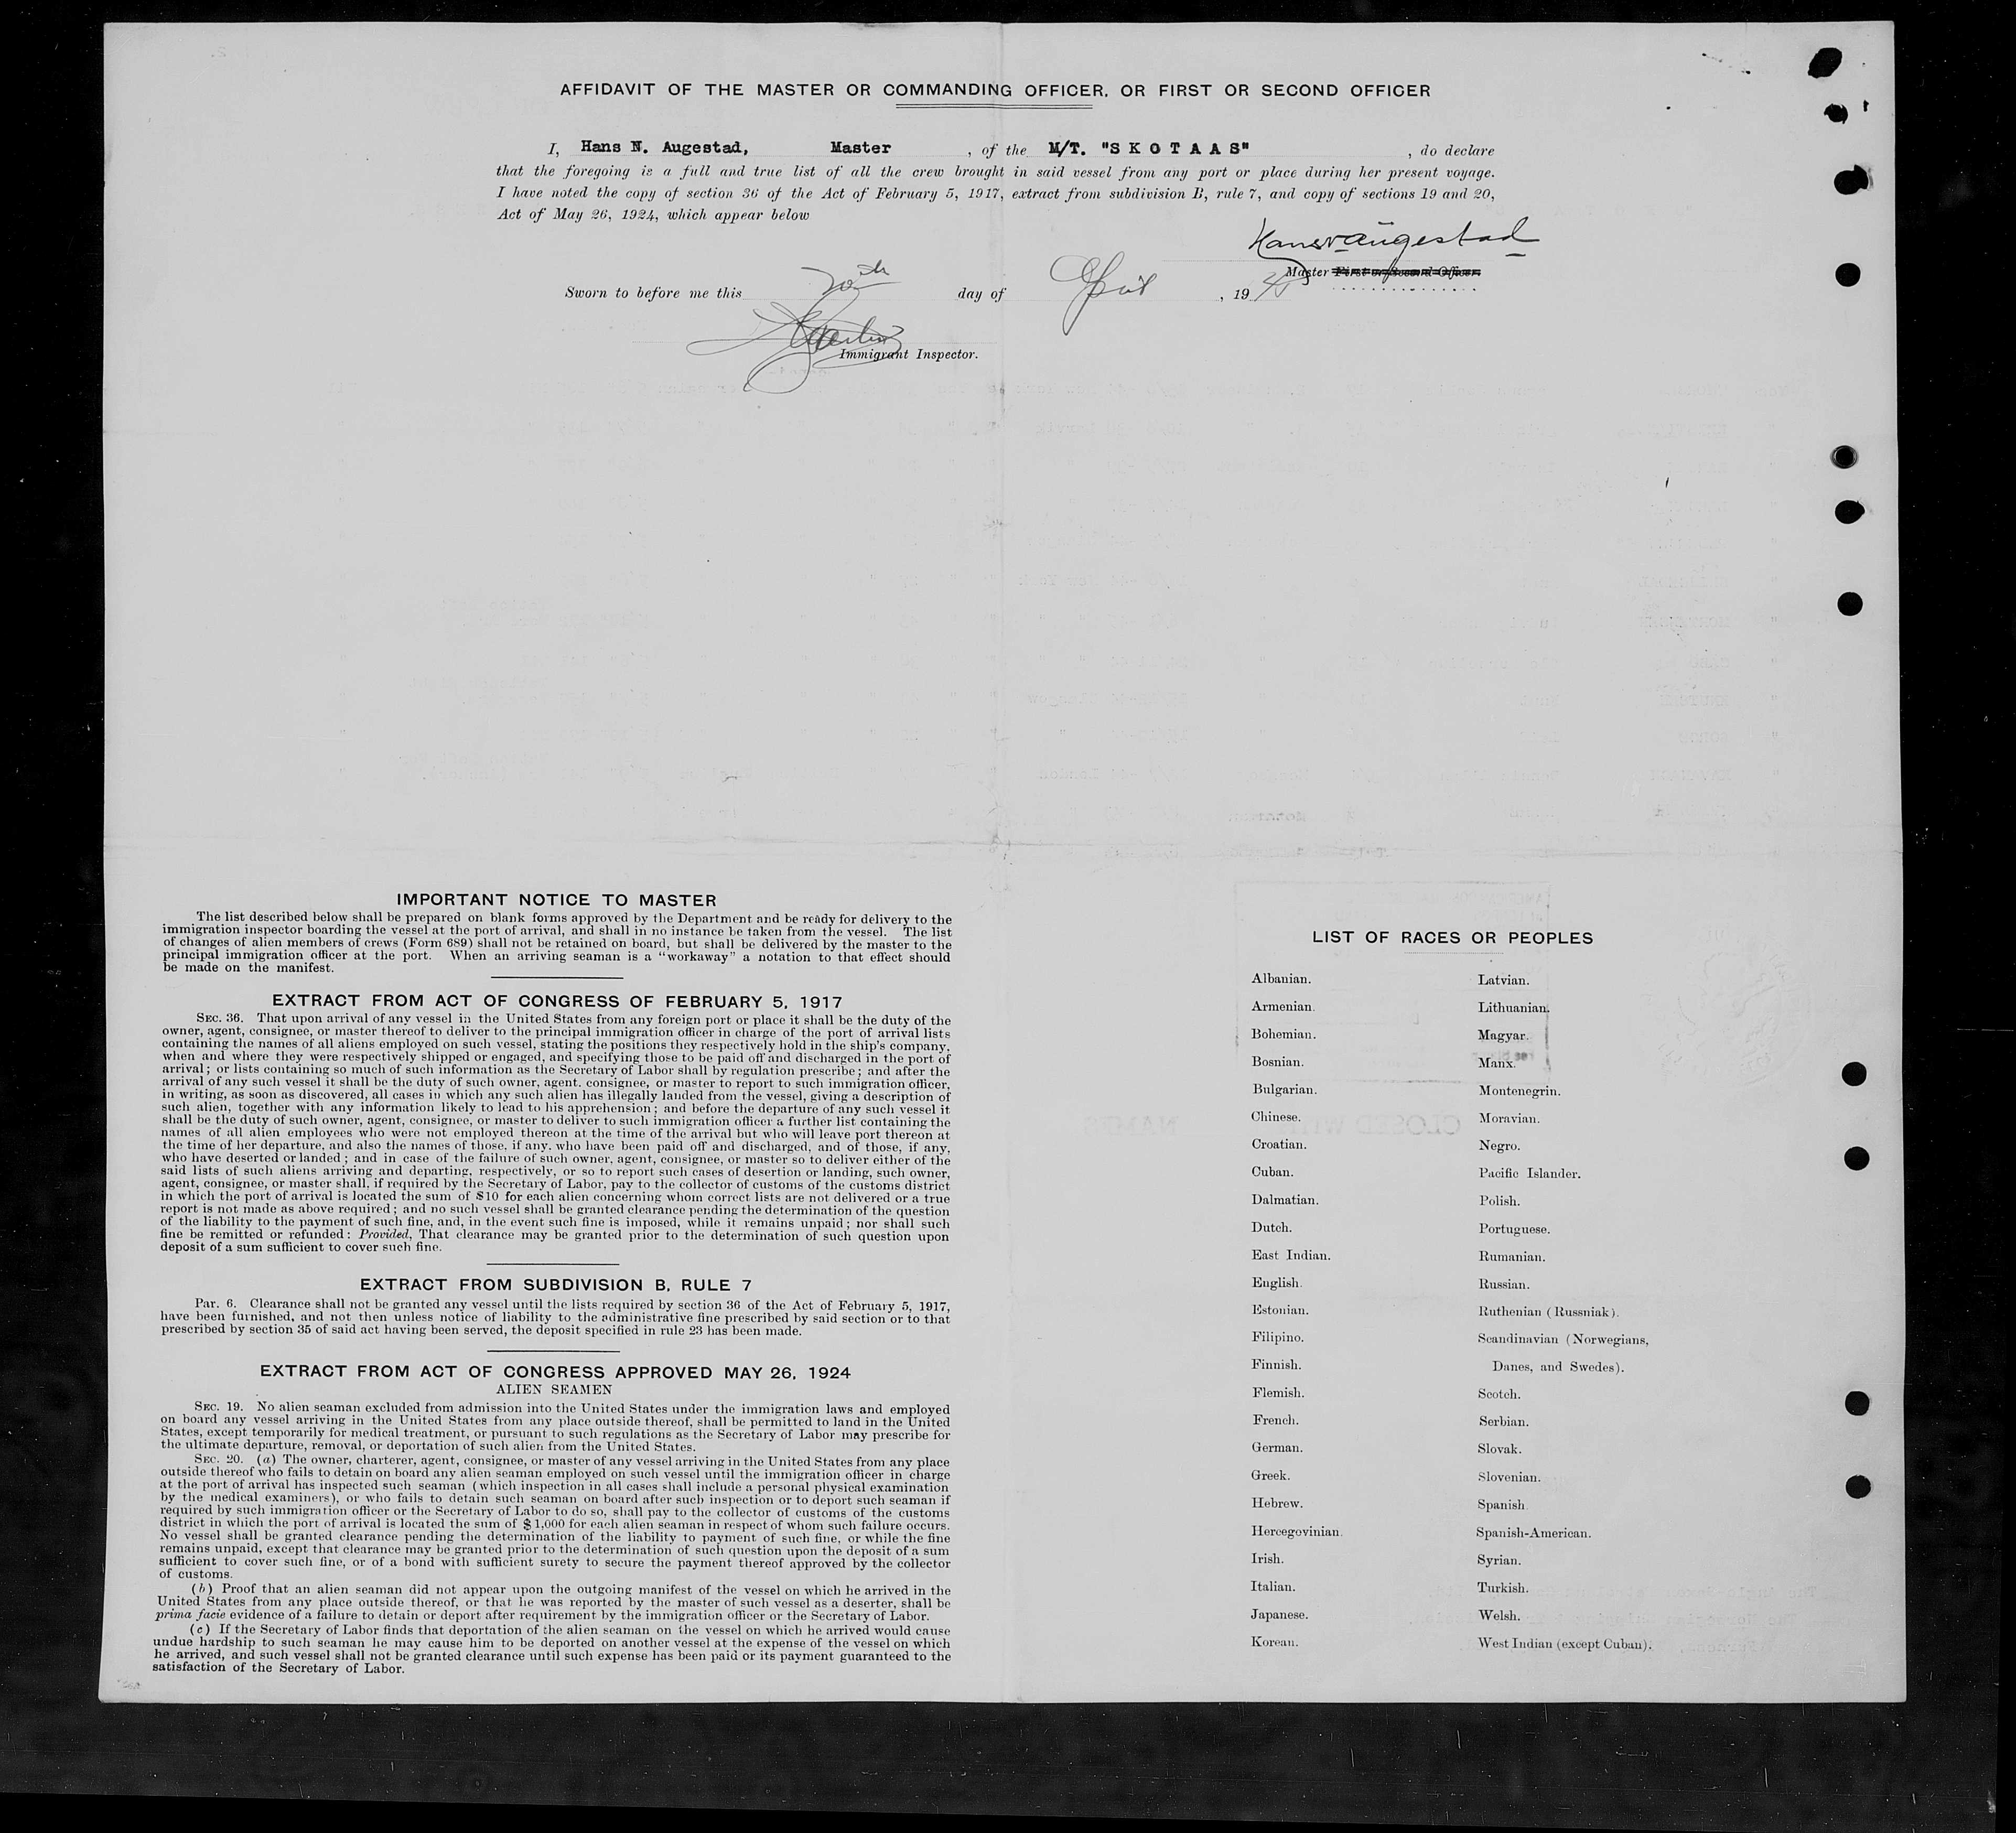 AFFIDAVIT OF THE MASTER OR COMMANDING OFFICER, OR FIRST OR SECOND OFFICER
I, Hans N. Augestad, Master , of the M/T. "S K O T A A S" , do declare
that the foregoing is a full and true list of all the crew brought in said vessel from any port or place during her present voyage.
I have noted the copy of section 36 of the Act of February 5, 1917, extract from subdivision B, rule 7, and copy of sections 19 and 20,
Act of May 26, 1924, which appear below
Hans N Augestad
Master First or Second Officer
Sworn to before me this day of April , 19
Immigrant Inspector.
IMPORTANT NOTICE TO MASTER
The list described below shall be prepared on blank forms approved by the Department and be ready for delivery to the
immigration inspector boarding the vessel at the port of arrival, and shall in no instance be taken from the vessel. The list
of changes of alien members of crews (Form 689) shall not be retained on board, but shall be delivered by the master to the
principal immigration officer at the port. When an arriving seaman is a "workaway" a notation to that effect should
be made on the manifest.
EXTRACT FROM ACT OF CONGRESS OF FEBRUARY 5, 1917
SEC. 36. That upon arrival of any vessel in the United States from any foreign port or place it shall be the duty of the
owner, agent, consignee, or master thereof to deliver to the principal immigration officer in charge of the port of arrival lists
containing the names of all aliens employed on such vessel, stating the positions they respectively hold in the ship's company,
when and where they were respectively shipped or engaged, and specifying those to be paid off and discharged in the port of
arrival; or lists containing so much of such information as the Secretary of Labor shall by regulation prescribe; and after the
arrival of any such vessel it shall be the duty of such owner, agent, consignee, or master to report to such immigration officer,
in writing, as soon as discovered, all cases in which any such alien has illegally landed from the vessel, giving a description of
such alien, together with any information likely to lead to his apprehension; and before the departure of any such vessel it
shall be the duty of such owner, agent, consignee, or master to deliver to such immigration officer a further list containing the
names of all alien employees who were not employed thereon at the time of the arrival but who will leave port thereon at
the time of her departure, and also the names of those, if any, who have been paid off and discharged, and of those, if any,
who have deserted or landed; and in case of the failure of such owner, agent, consignee, or master so to deliver either of the
said lists of such aliens arriving and departing, respectively, or so to report such cases of desertion or landing, such owner,
agent, consignee, or master shall, if required by the Secretary of Labor, pay to the collector of customs of the customs district
in which the port of arrival is located the sum of $10 for each alien concerning whom correct lists are not delivered or a true
report is not made as above required; and no such vessel shall be granted clearance pending the determination of the question
of the liability to the payment of such fine, and, in the event such fine is imposed, while it remains unpaid; nor shall such
fine be remitted or refunded: Provided, That clearance may be granted prior to the determination of such question upon
deposit of a sum sufficient to cover such fine.
EXTRACT FROM SUBDIVISION B, RULE 7
Par. 6. Clearance shall not be granted any vessel until the lists required by section 36 of the Act of February 5, 1917,
have been furnished, and not then unless notice of liability to the administrative fine prescribed by said section or to that
prescribed by section 35 of said act having been served, the deposit specified in rule 23 has been made.
EXTRACT FROM ACT OF CONGRESS APPROVED MAY 26, 1924
ALIEN SEAMEN
SEC. 19. No alien seaman excluded from admission into the United States under the immigration laws and employed
on board any vessel arriving in the United States from any place outside thereof, shall be permitted to land in the United
States, except temporarily for medical treatment, or pursuant to such regulations as the Secretary of Labor may prescribe for
the ultimate departure, removal, or deportation of such alien from the United States.
SEC. 20. (a) The owner, charterer, agent, consignee, or master of any vessel arriving in the United States from any place
outside thereof who fails to detain on board any alien seaman employed on such vessel until the immigration officer in charge
at the port of arrival has inspected such seaman (which inspection in all cases shall include a personal physical examination
by the medical examiners), or who fails to detain such seaman on board after such inspection or to deport such seaman if
required by such immigration officer or the Secretary of Labor to do so, shall pay to the collector of customs of the customs
district in which the port of arrival is located the sum of $1,000 for each alien seaman in respect of whom such failure occurs.
No vessel shall be granted clearance pending the determination of the liability to payment of such fine, or while the fine
remains unpaid, except that clearance may be granted prior to the determination of such question upon the deposit of a sum
sufficient to cover such fine, or of a bond with sufficient surety to secure the payment thereof approved by the collector
of customs.
(b) Proof that an alien seaman did not appear upon the outgoing manifest of the vessel on which he arrived in the
United States from any place outside thereof, or that he was reported by the master of such vessel as a deserter, shall be
prima facie evidence of a failure to detain or deport after requirement by the immigration officer or the Secretary of Labor.
(c) If the Secretary of Labor finds that deportation of the alien seaman on the vessel on which he arrived would cause
undue hardship to such seaman he may cause him to be deported on another vessel at the expense of the vessel on which
he arrived, and such vessel shall not be granted clearance until such expense has been paid or its payment guaranteed to the
satisfaction of the Secretary of Labor.
LIST OF RACES OR PEOPLES
Albanian.
Armenian.
Bohemian.
Bosnian.
Bulgarian.
Chinese.
Croatian.
Cuban.
Dalmatian.
Dutch.
East Indian.
English.
Estonian.
Filipino.
Finnish.
Flemish.
French.
German.
Greek.
Hebrew.
Hercegovinian.
Irish.
Italian.
Japanese.
Korean.
Latvian.
Lithuanian.
Magyar.
Manx.
Montenegrin.
Moravian.
Negro.
Pacific Islander.
Polish.
Portuguese.
Rumanian.
Russian.
Ruthenian (Russniak).
Scandinavian (Norwegians,
Danes, and Swedes).
Scotch.
Serbian.
Slovak.
Slovenian.
Spanish.
Spanish-American.
Syrian.
Turkish.
Welsh.
West Indian (except Cuban).